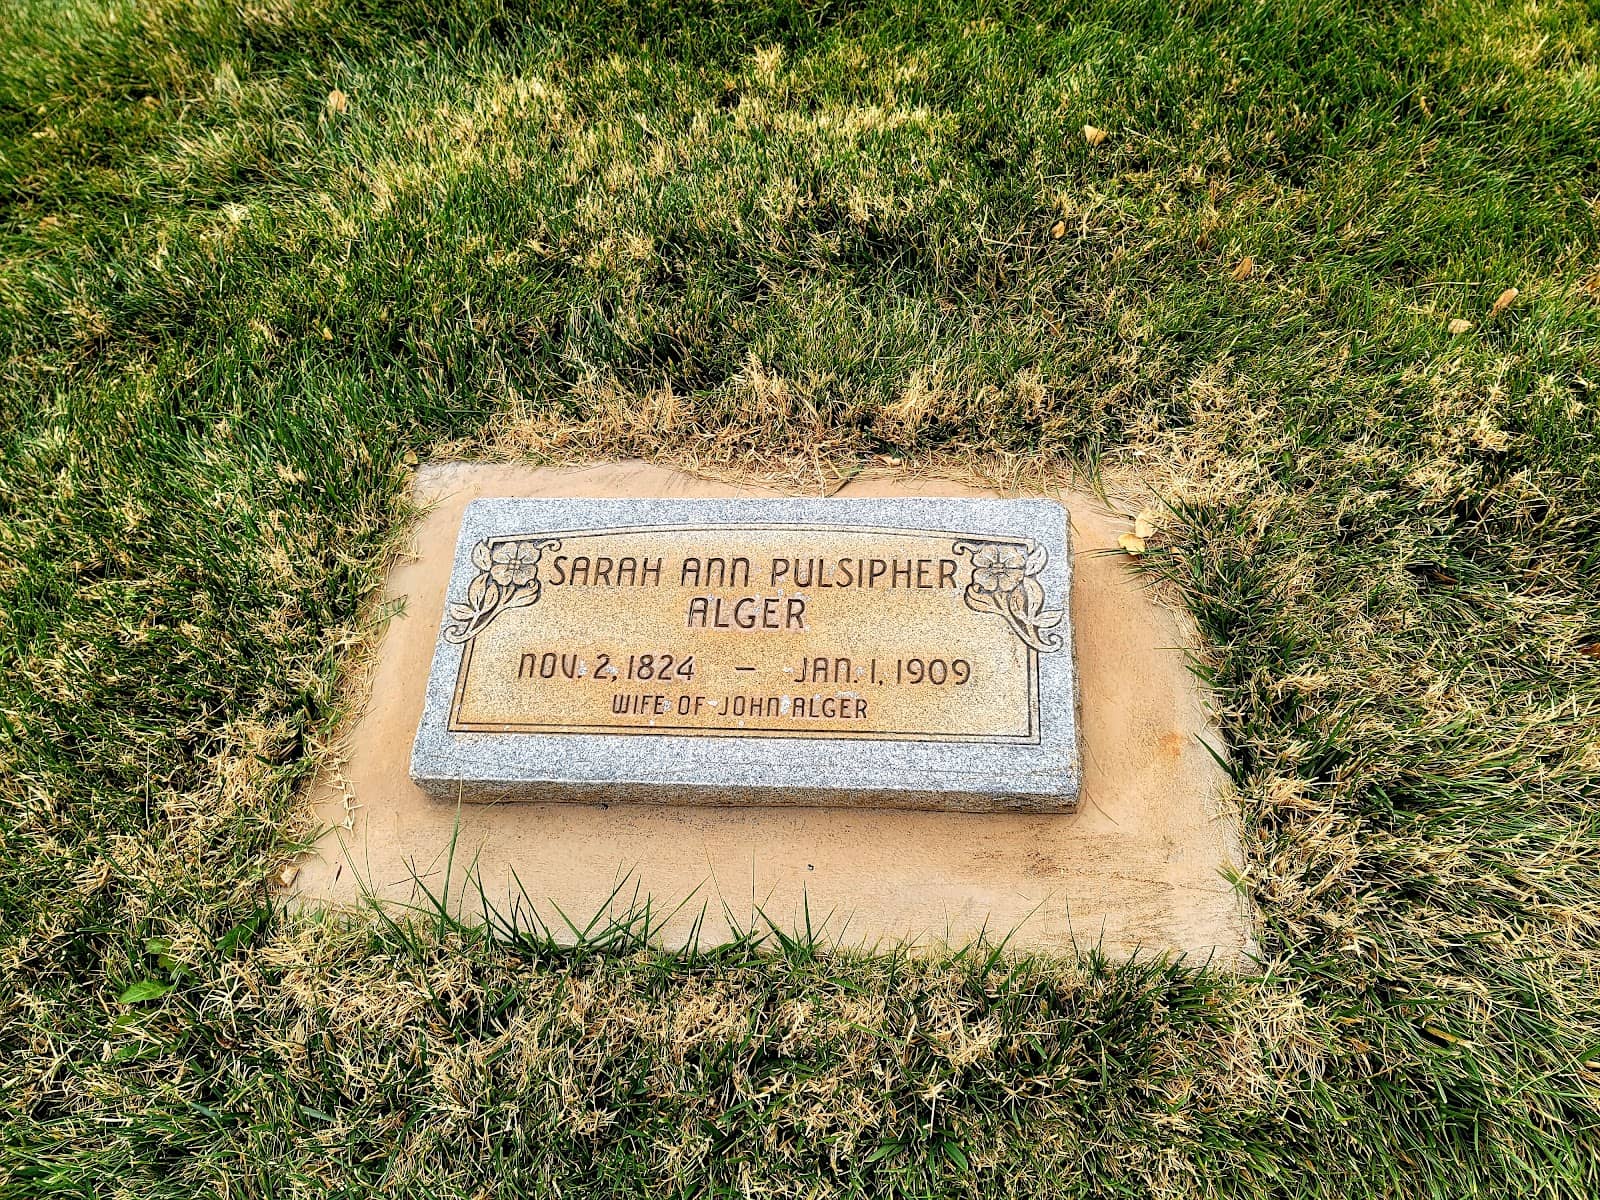 SARAH ANN PULSIPHER
ALGER
NOV. 2, 1824 — JAN. 1, 1909
WIFE OF JOHN ALGER